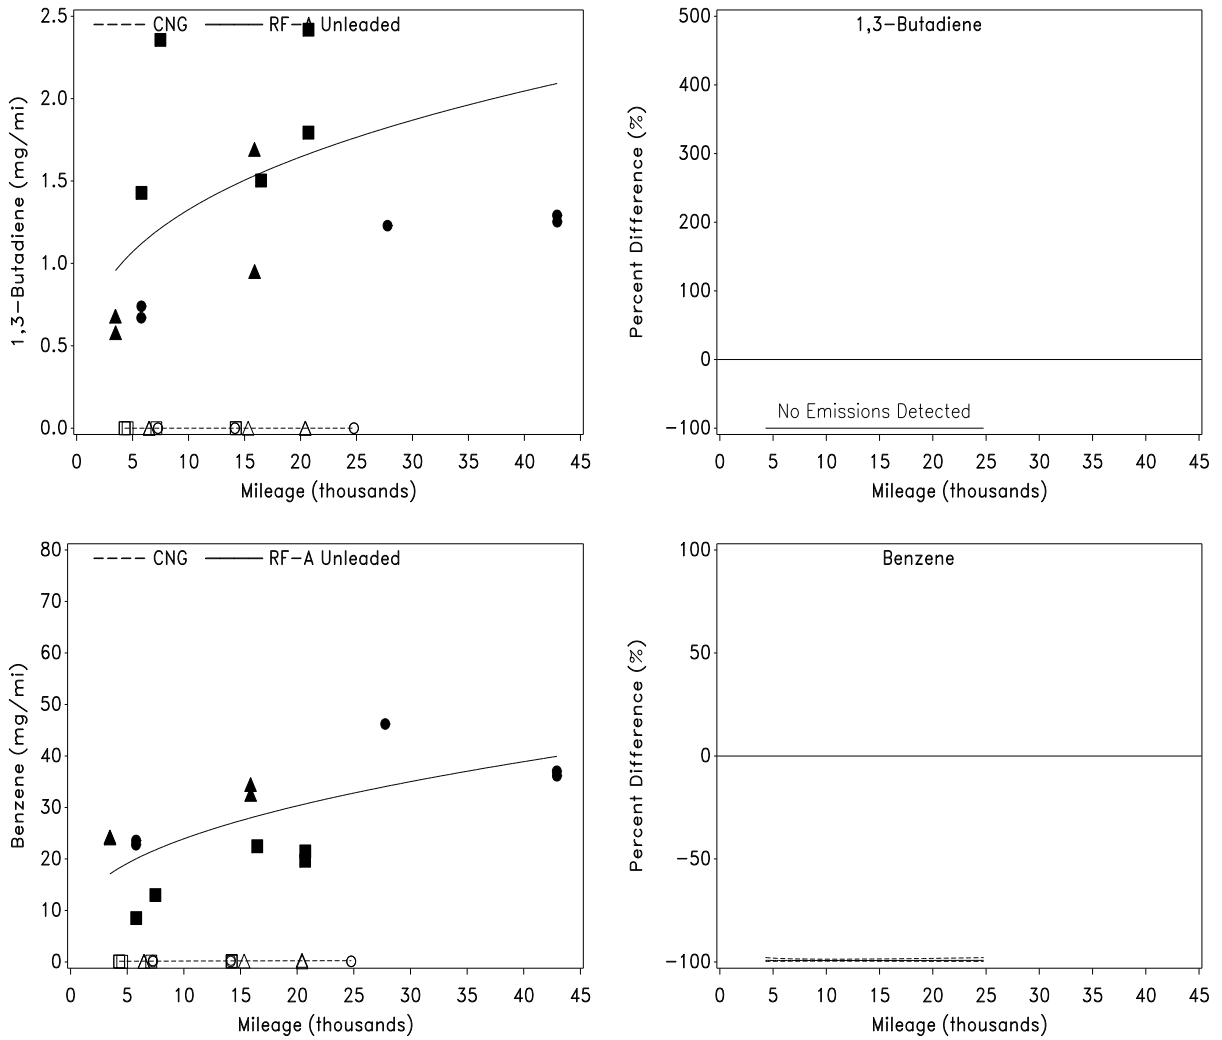 CNG RF-A Unleaded
1,3-Butadiene (mg/mi)
2.5
2.0
1.5
1.0
0.5
0.0
0 5 10 15 20 25 30 35 40 45
Mileage (thousands)
1,3-Butadiene
Percent Difference (%)
500
400
300
200
100
0
-100
No Emissions Detected
0 5 10 15 20 25 30 35 40 45
Mileage (thousands)
CNG RF-A Unleaded
Benzene (mg/mi)
80
70
60
50
40
30
20
10
0
0 5 10 15 20 25 30 35 40 45
Mileage (thousands)
Benzene
Percent Difference (%)
100
50
0
-50
-100
0 5 10 15 20 25 30 35 40 45
Mileage (thousands)